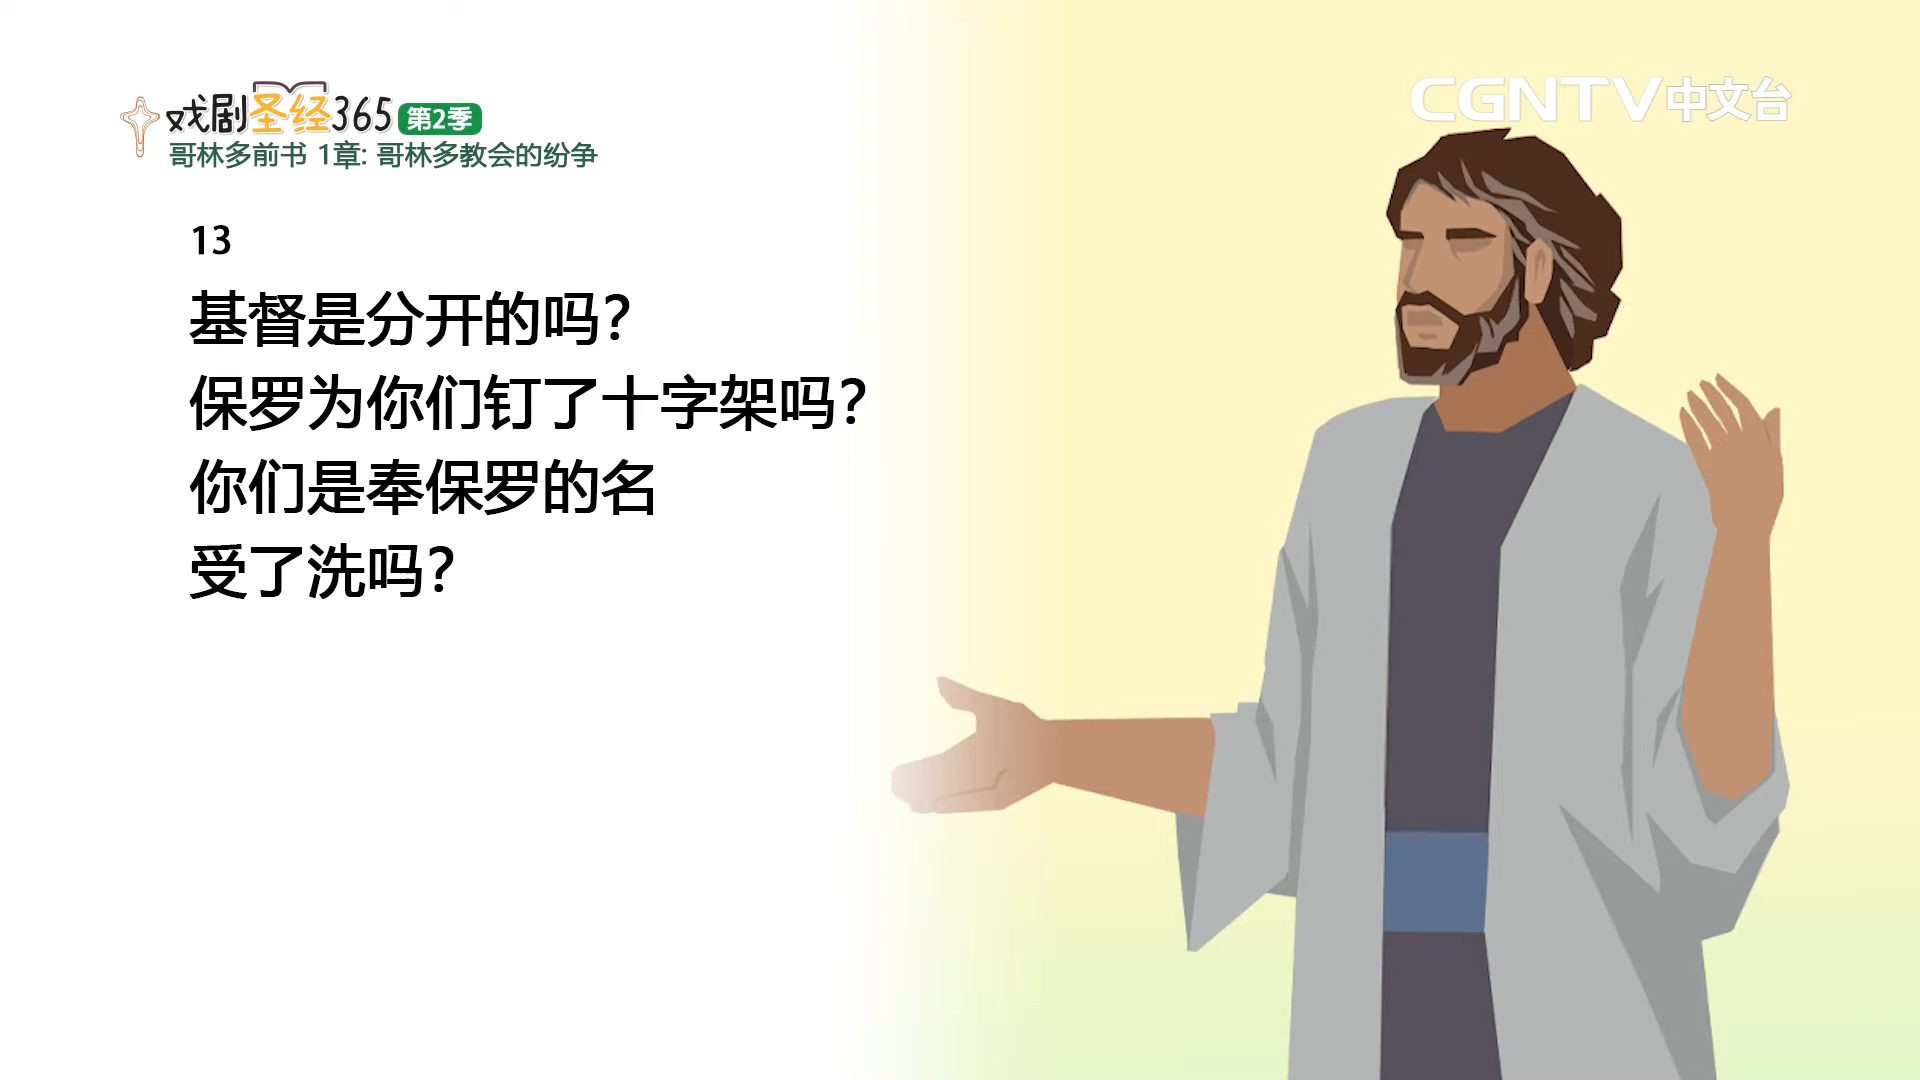 戏剧圣经365 第2季
CGNTV中文台
哥林多前书 1章: 哥林多教会的纷争
13
基督是分开的吗?
保罗为你们钉了十字架吗?
你们是奉保罗的名
受了洗吗?